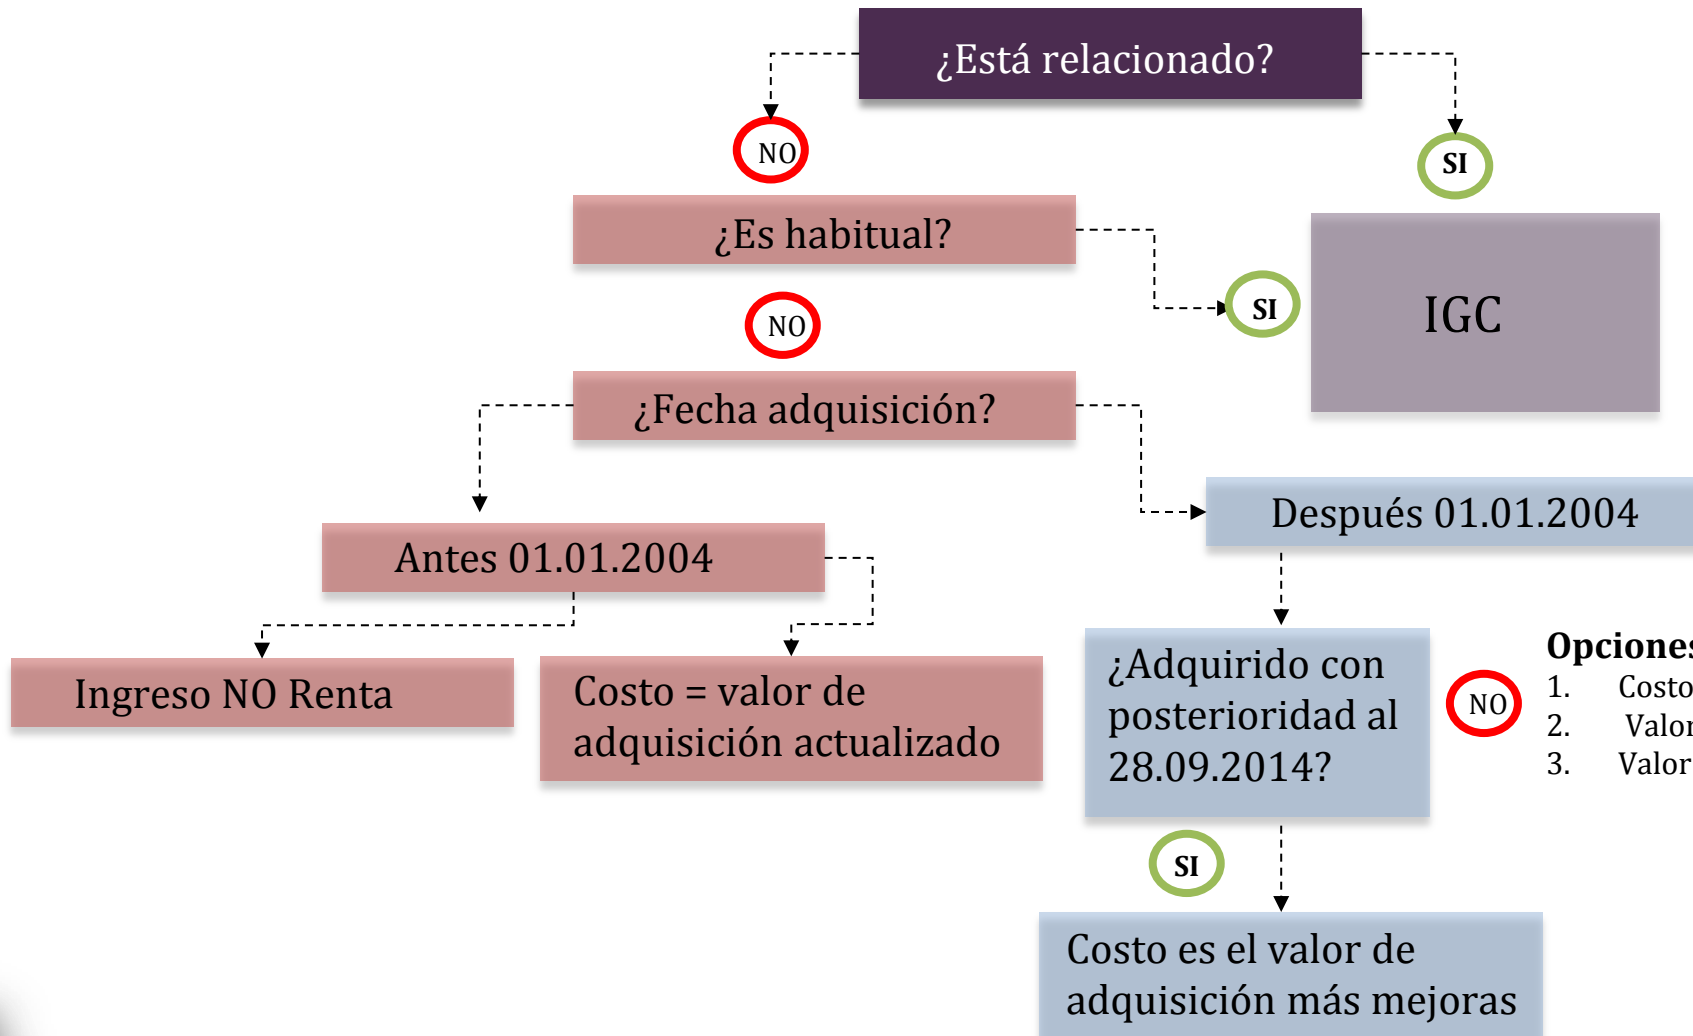 ¿Está relacionado?
NO
SI
¿Es habitual?
SI
IGC
NO
¿Fecha adquisición?
Después 01.01.2004
Antes 01.01.2004
Ingreso NO Renta
Costo = valor de
adquisición actualizado
¿Adquirido con
posterioridad al
28.09.2014?
NO
Opciones
1. Costo
2. Valor
3. Valor
SI
Costo es el valor de
adquisición más mejoras